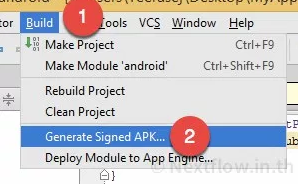 Build
Tools
VCS
Window
Help
1
Make Project
Ctrl+F9
Make Module 'android'
Ctrl+Shift+F9
Rebuild Project
Clean Project
Generate Signed APK...
2
Deploy Module to App Engine...
© Nextflow.in.th